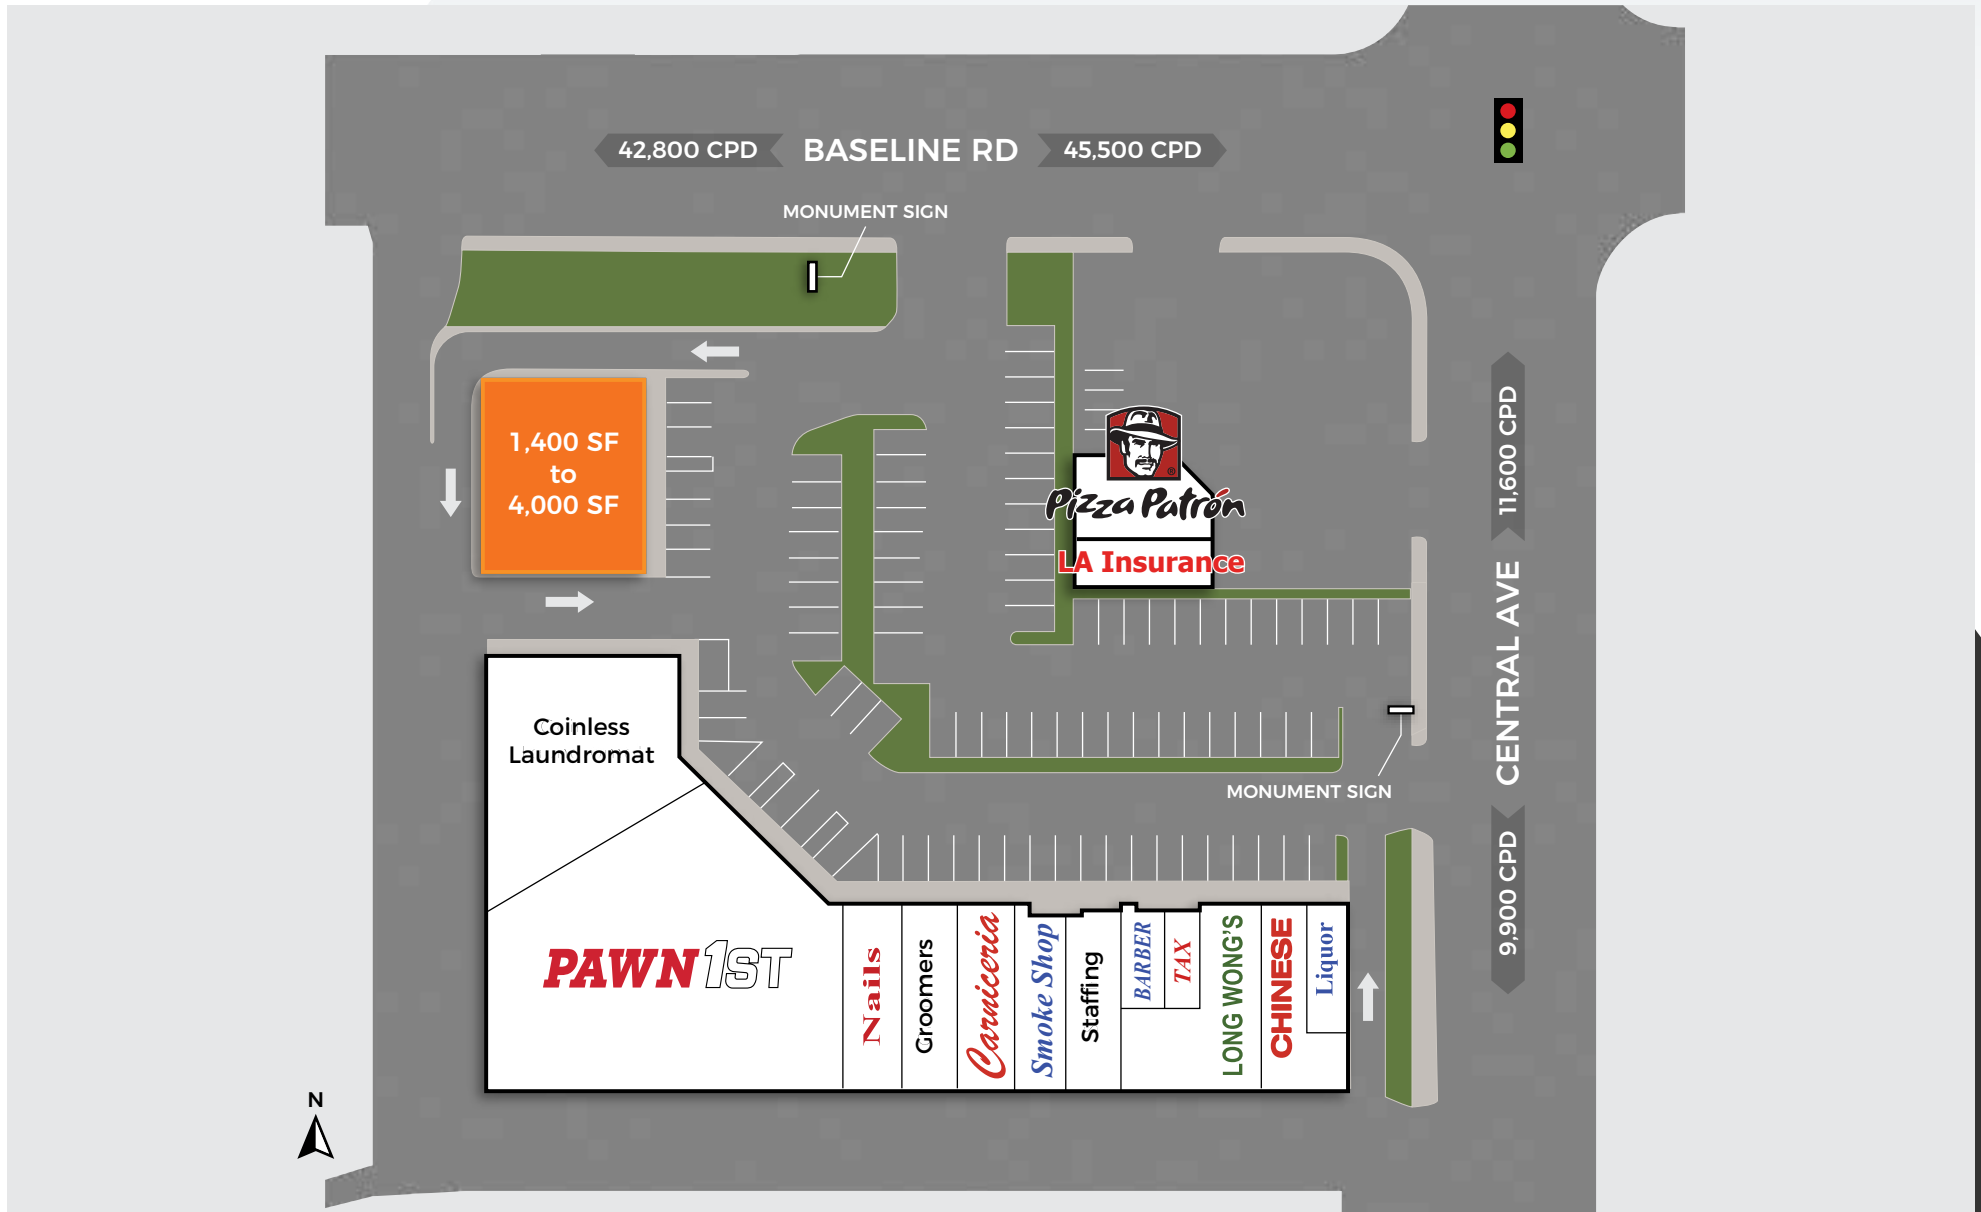 42,800 CPD BASELINE RD 45,500 CPD
MONUMENT SIGN
1,400 SF
to
4,000 SF
Pizza Patrón
®
LA Insurance
11,600 CPD
CENTRAL AVE
9,900 CPD
MONUMENT SIGN
Coinless
Laundromat
PAWN 1ST
Nails
Groomers
Carniceria
Smoke Shop
Staffing
BARBER
TAX
LONG WONG'S
CHINESE
Liquor
N